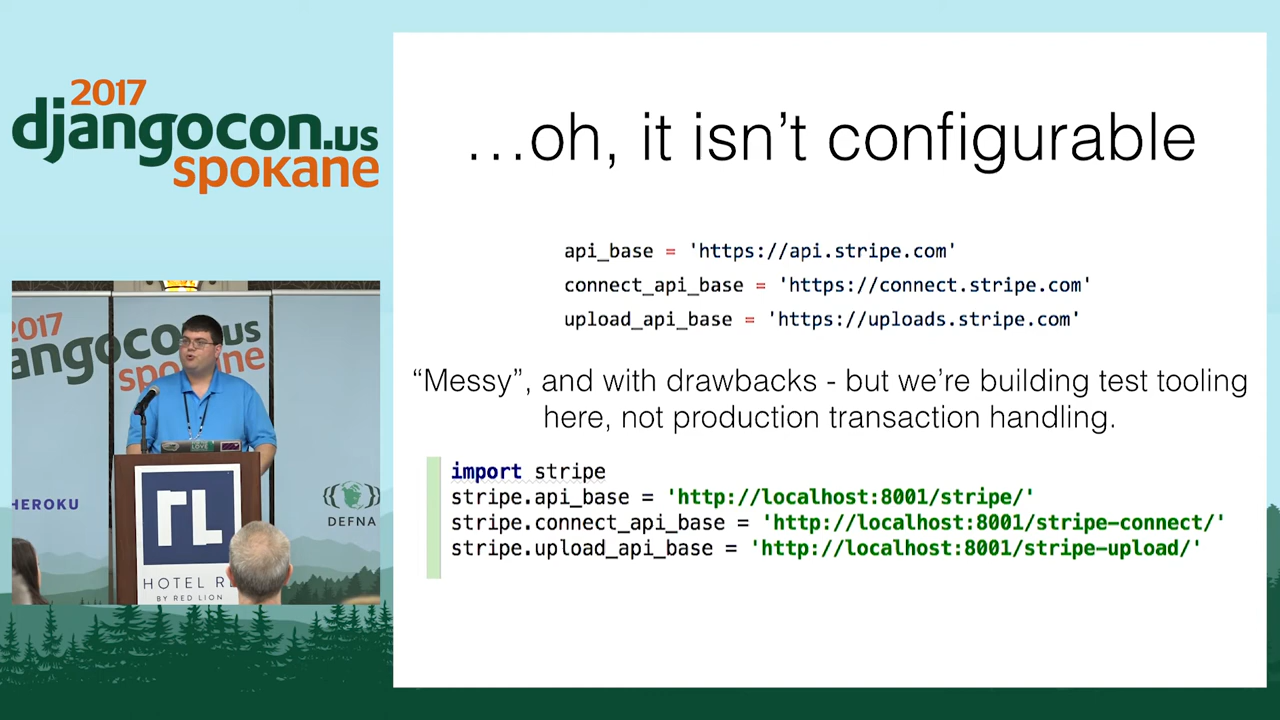 2017
djangocon.us
spokane
…oh, it isn’t configurable
api_base = 'https://api.stripe.com'
connect_api_base = 'https://connect.stripe.com'
upload_api_base = 'https://uploads.stripe.com'
“Messy”, and with drawbacks - but we’re building test tooling
here, not production transaction handling.
import stripe
stripe.api_base = 'http://localhost:8001/stripe/'
stripe.connect_api_base = 'http://localhost:8001/stripe-connect/'
stripe.upload_api_base = 'http://localhost:8001/stripe-upload/'
2017
angocon.us
spokane
HEROKU
DEFNA
RL
HOTEL R
BY RED LION